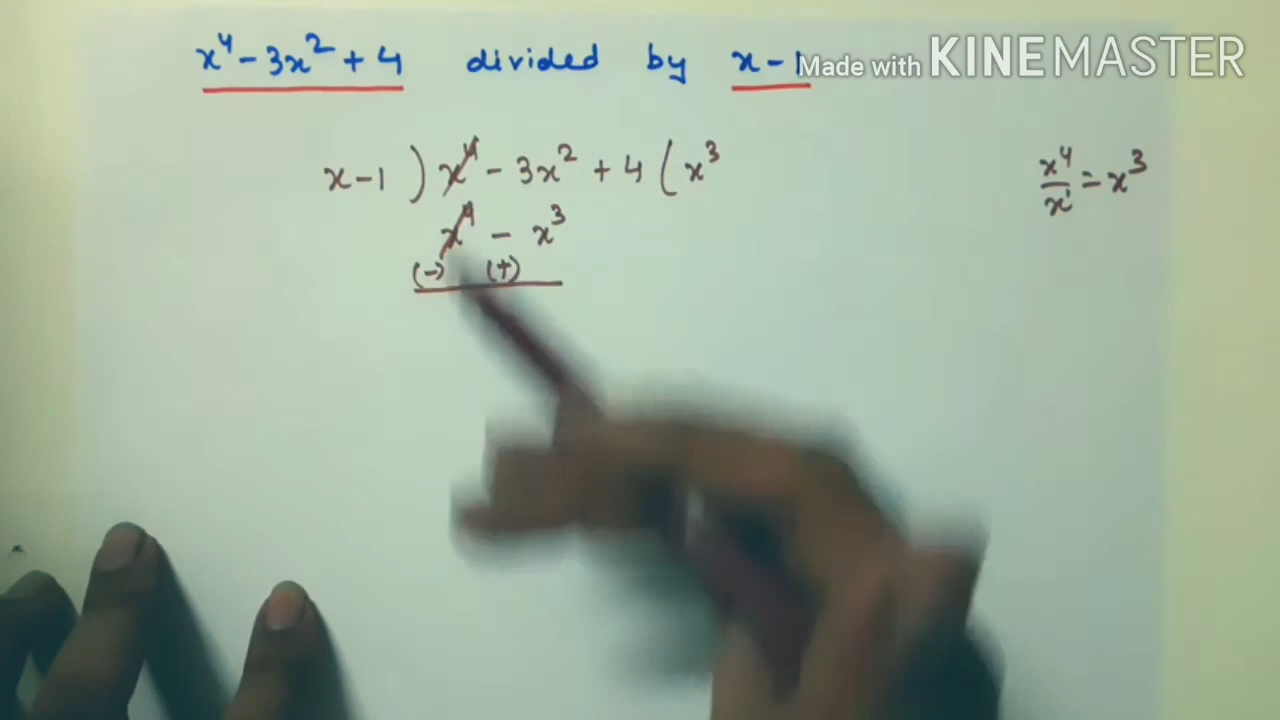 x⁴ - 3x² + 4 divided by x - 1
Made with KINEMASTER
x - 1 ) x⁴ - 3x² + 4 ( x³
x⁴/x¹ = x³
x⁴ - x³
(-) (+)